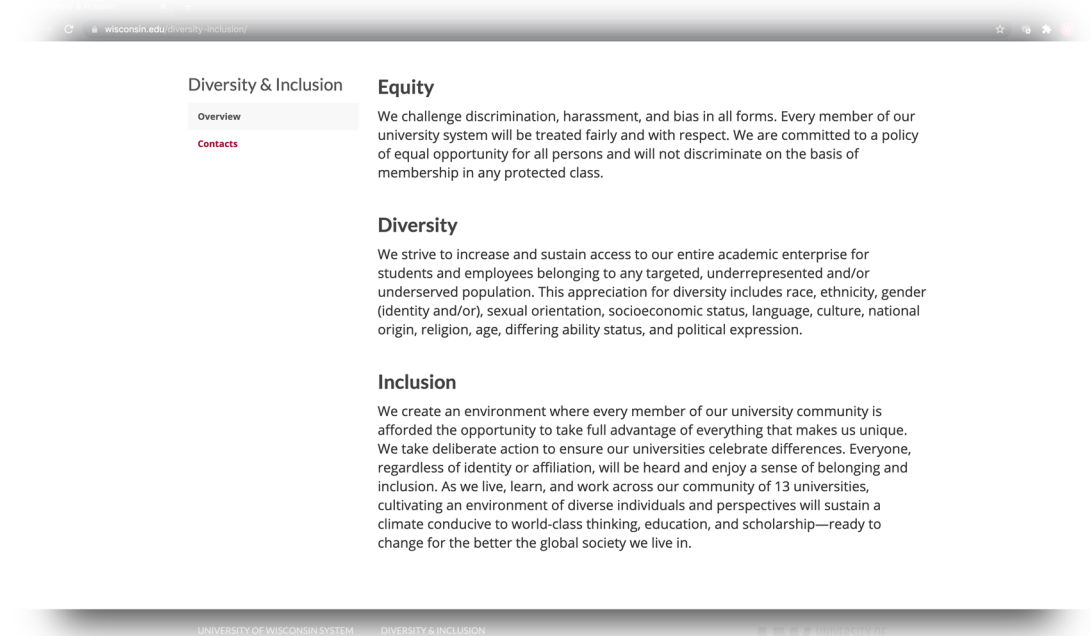 wisconsin.edu/diversity-inclusion/
Diversity & Inclusion
Overview
Contacts
Equity
We challenge discrimination, harassment, and bias in all forms. Every member of our
university system will be treated fairly and with respect. We are committed to a policy
of equal opportunity for all persons and will not discriminate on the basis of
membership in any protected class.
Diversity
We strive to increase and sustain access to our entire academic enterprise for
students and employees belonging to any targeted, underrepresented and/or
underserved population. This appreciation for diversity includes race, ethnicity, gender
(identity and/or), sexual orientation, socioeconomic status, language, culture, national
origin, religion, age, differing ability status, and political expression.
Inclusion
We create an environment where every member of our university community is
afforded the opportunity to take full advantage of everything that makes us unique.
We take deliberate action to ensure our universities celebrate differences. Everyone,
regardless of identity or affiliation, will be heard and enjoy a sense of belonging and
inclusion. As we live, learn, and work across our community of 13 universities,
cultivating an environment of diverse individuals and perspectives will sustain a
climate conducive to world-class thinking, education, and scholarship—ready to
change for the better the global society we live in.
UNIVERSITY OF WISCONSIN SYSTEM
DIVERSITY & INCLUSION
UNIVERSITY OF